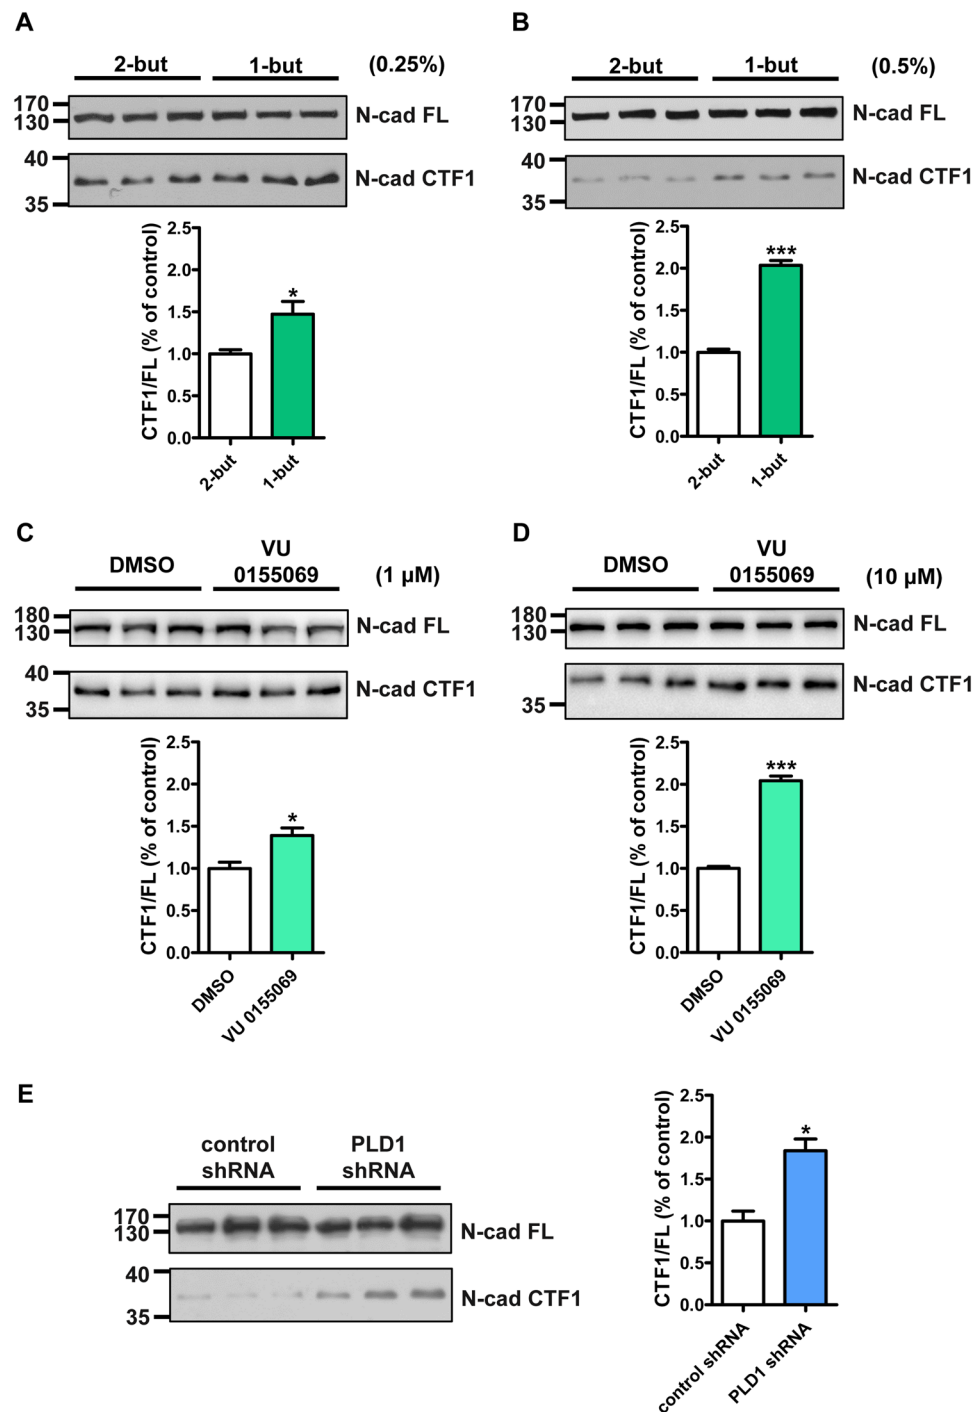 A
2-but 1-but (0.25%)
170
130
N-cad FL
40
35
N-cad CTF1
CTF1/FL (% of control)
2.5
2.0
1.5
1.0
0.5
0.0
*
2-but
1-but
B
2-but 1-but (0.5%)
170
130
N-cad FL
40
35
N-cad CTF1
CTF1/FL (% of control)
2.5
2.0
1.5
1.0
0.5
0.0
***
2-but
1-but
C
DMSO
VU
0155069
(1 µM)
180
130
N-cad FL
40
35
N-cad CTF1
CTF1/FL (% of control)
2.5
2.0
1.5
1.0
0.5
0.0
*
DMSO
VU 0155069
D
DMSO
VU
0155069
(10 µM)
180
130
N-cad FL
35
N-cad CTF1
CTF1/FL (% of control)
2.5
2.0
1.5
1.0
0.5
0.0
***
DMSO
VU 0155069
E
control
shRNA
PLD1
shRNA
170
130
N-cad FL
40
35
N-cad CTF1
CTF1/FL (% of control)
2.5
2.0
1.5
1.0
0.5
0.0
*
control shRNA
PLD1 shRNA